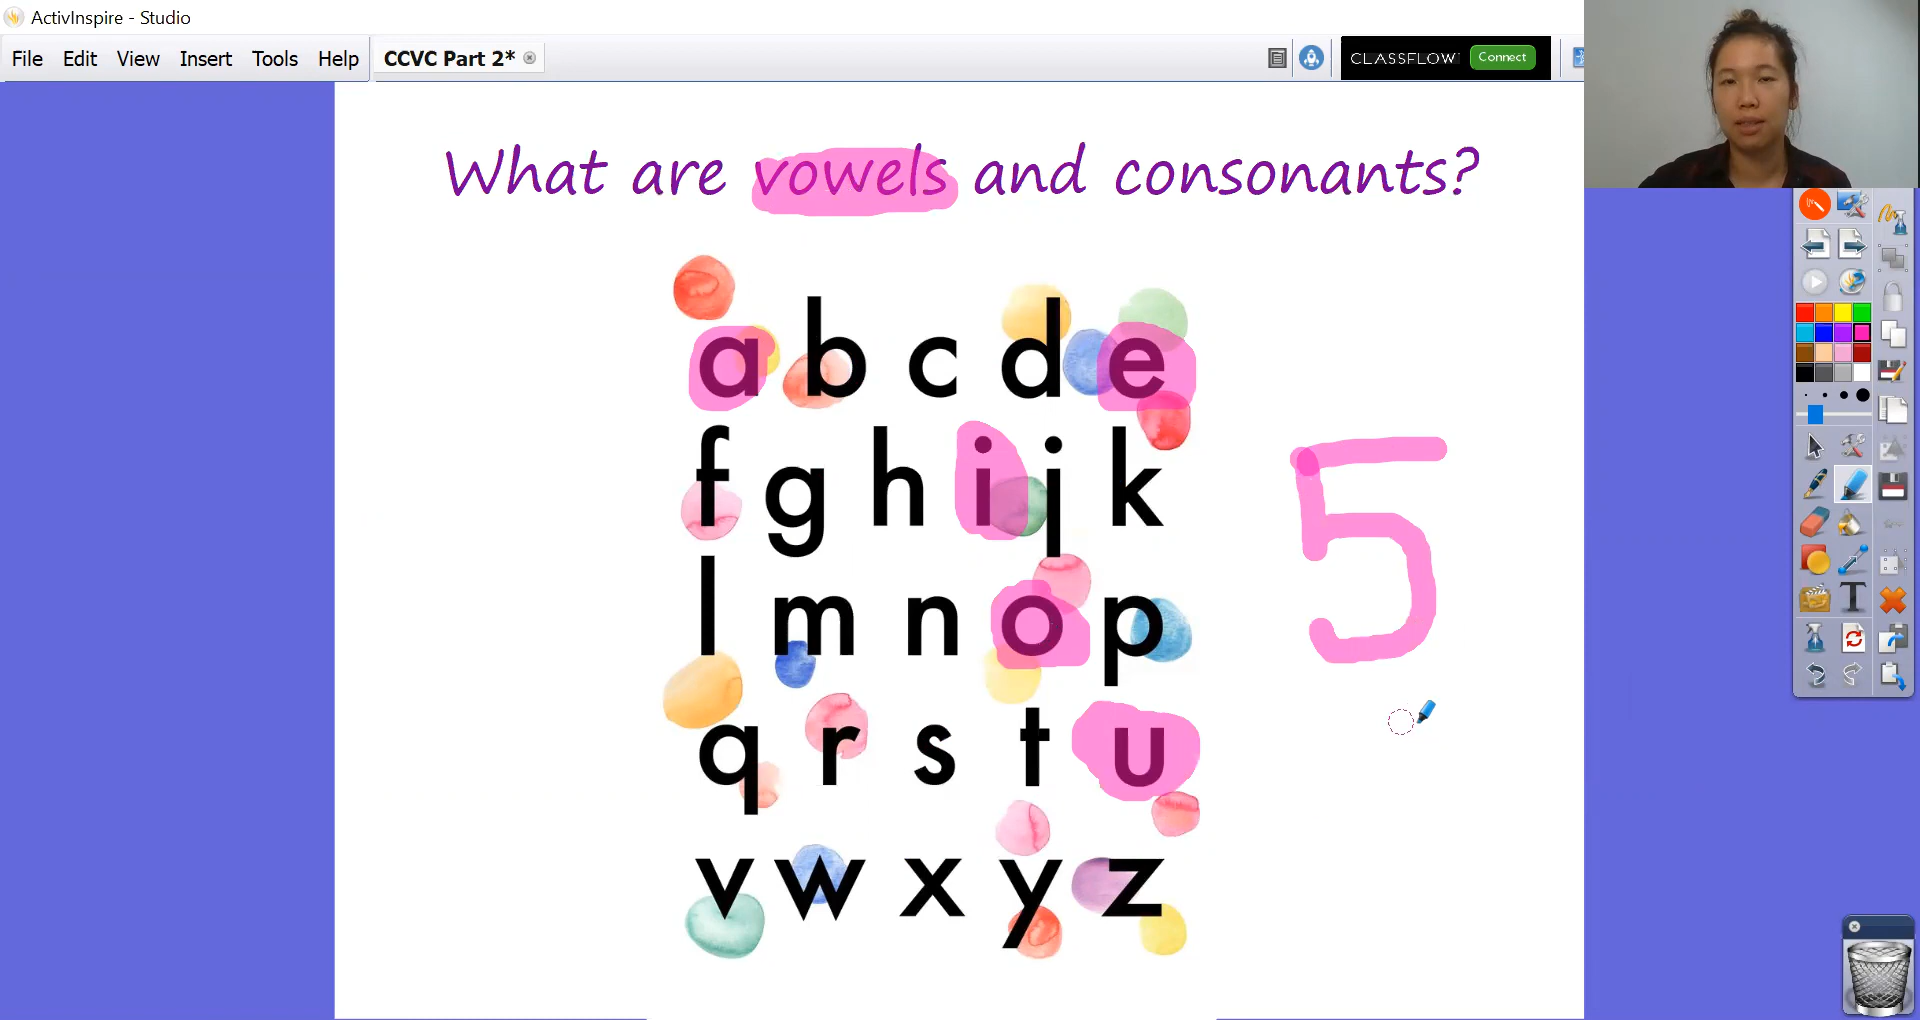 ActivInspire - Studio
File Edit View Insert Tools Help CCVC Part 2* CLASSFLOW Connect
What are vowels and consonants?
a b c d e
f g h i j k
l m n o p
q r s t u
v w x y z
5
T